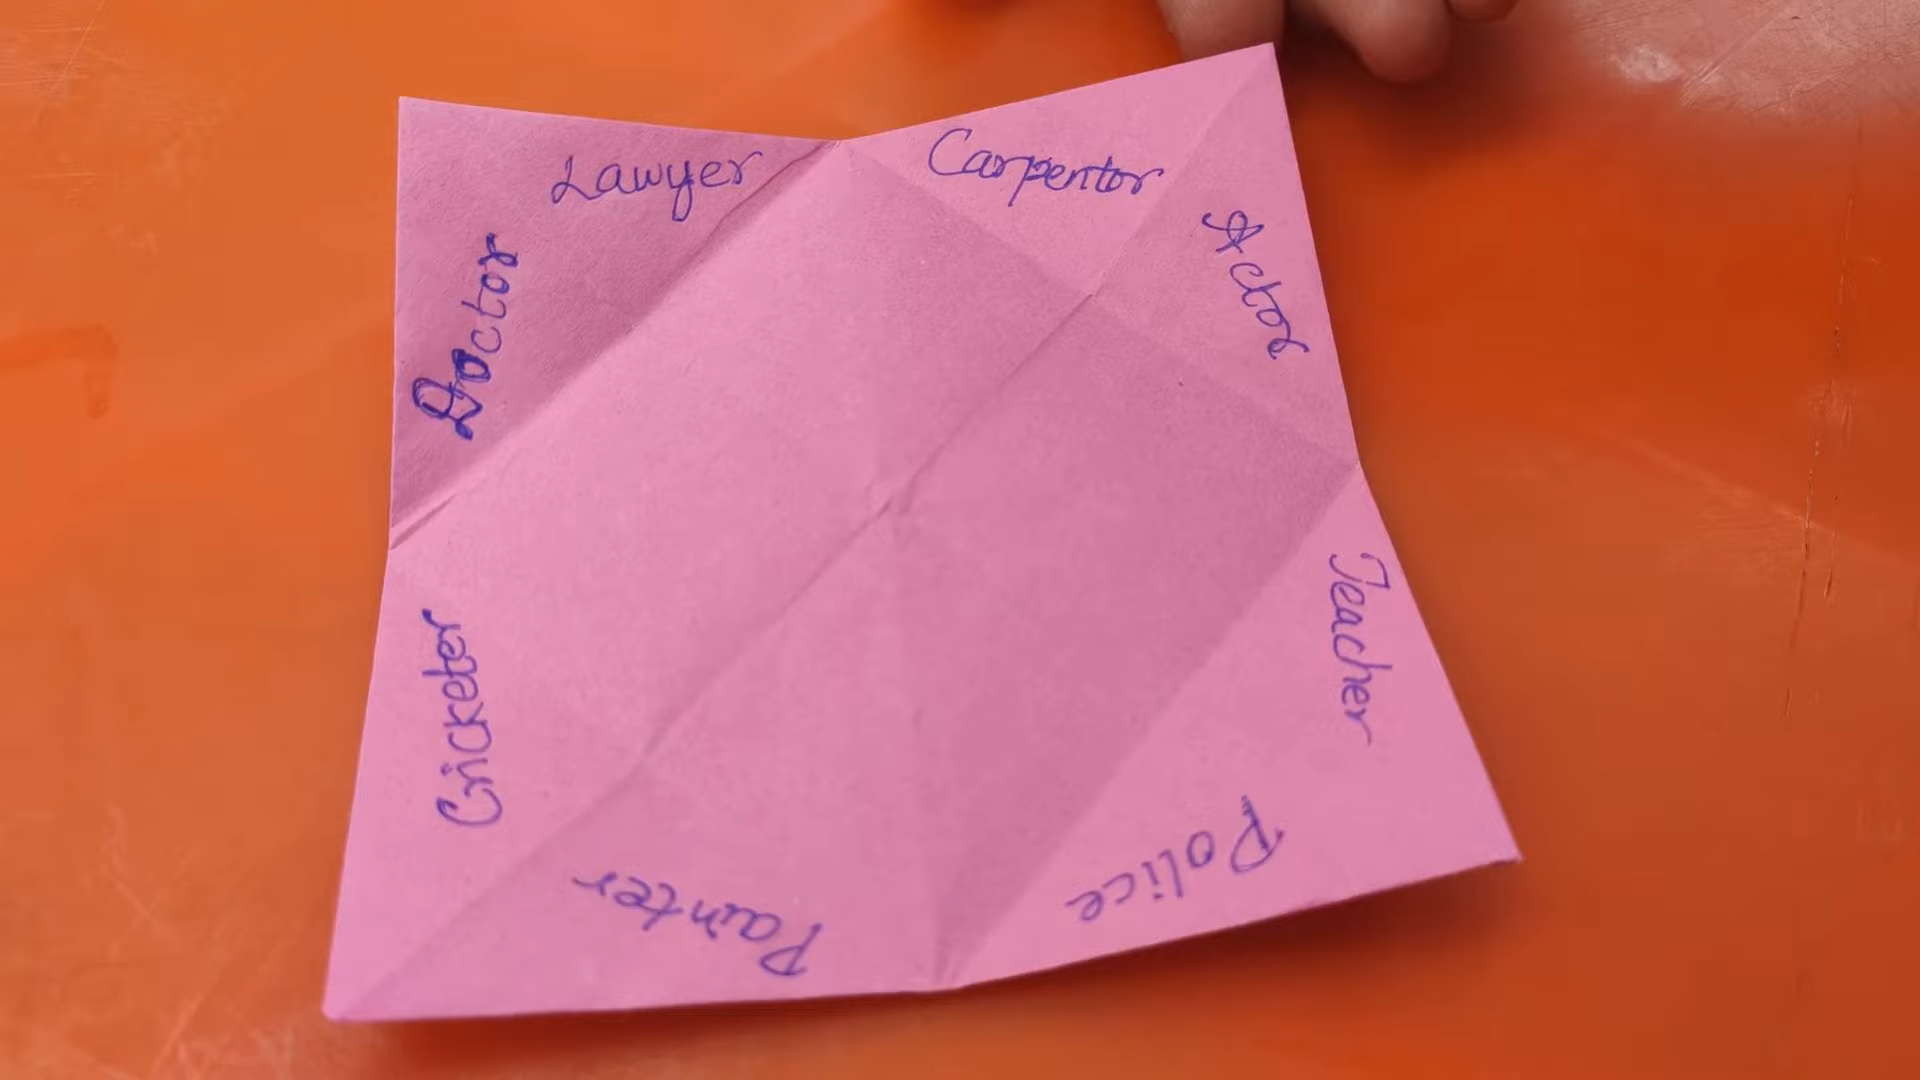 Lawyer
Carpentor
Actor
Teacher
Police
Painter
Cricketer
Doctor